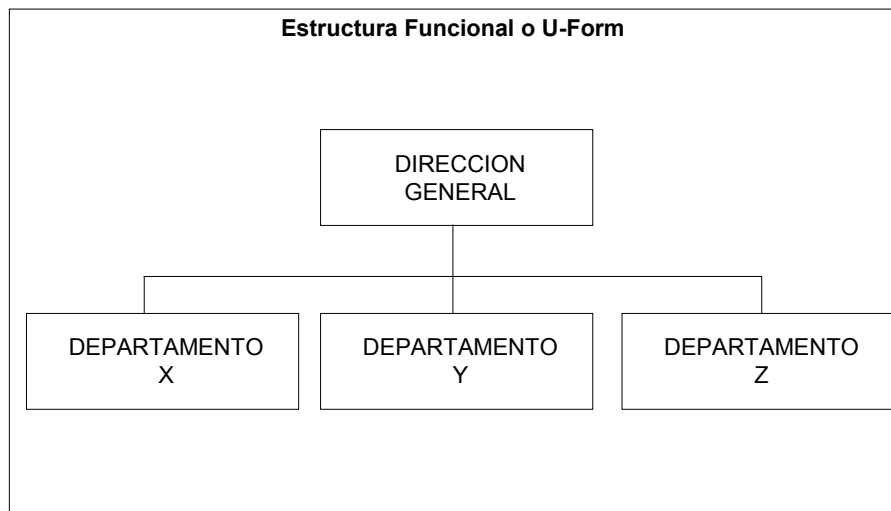 Estructura Funcional o U-Form
DIRECCION
GENERAL
DEPARTAMENTO
X
DEPARTAMENTO
Y
DEPARTAMENTO
Z